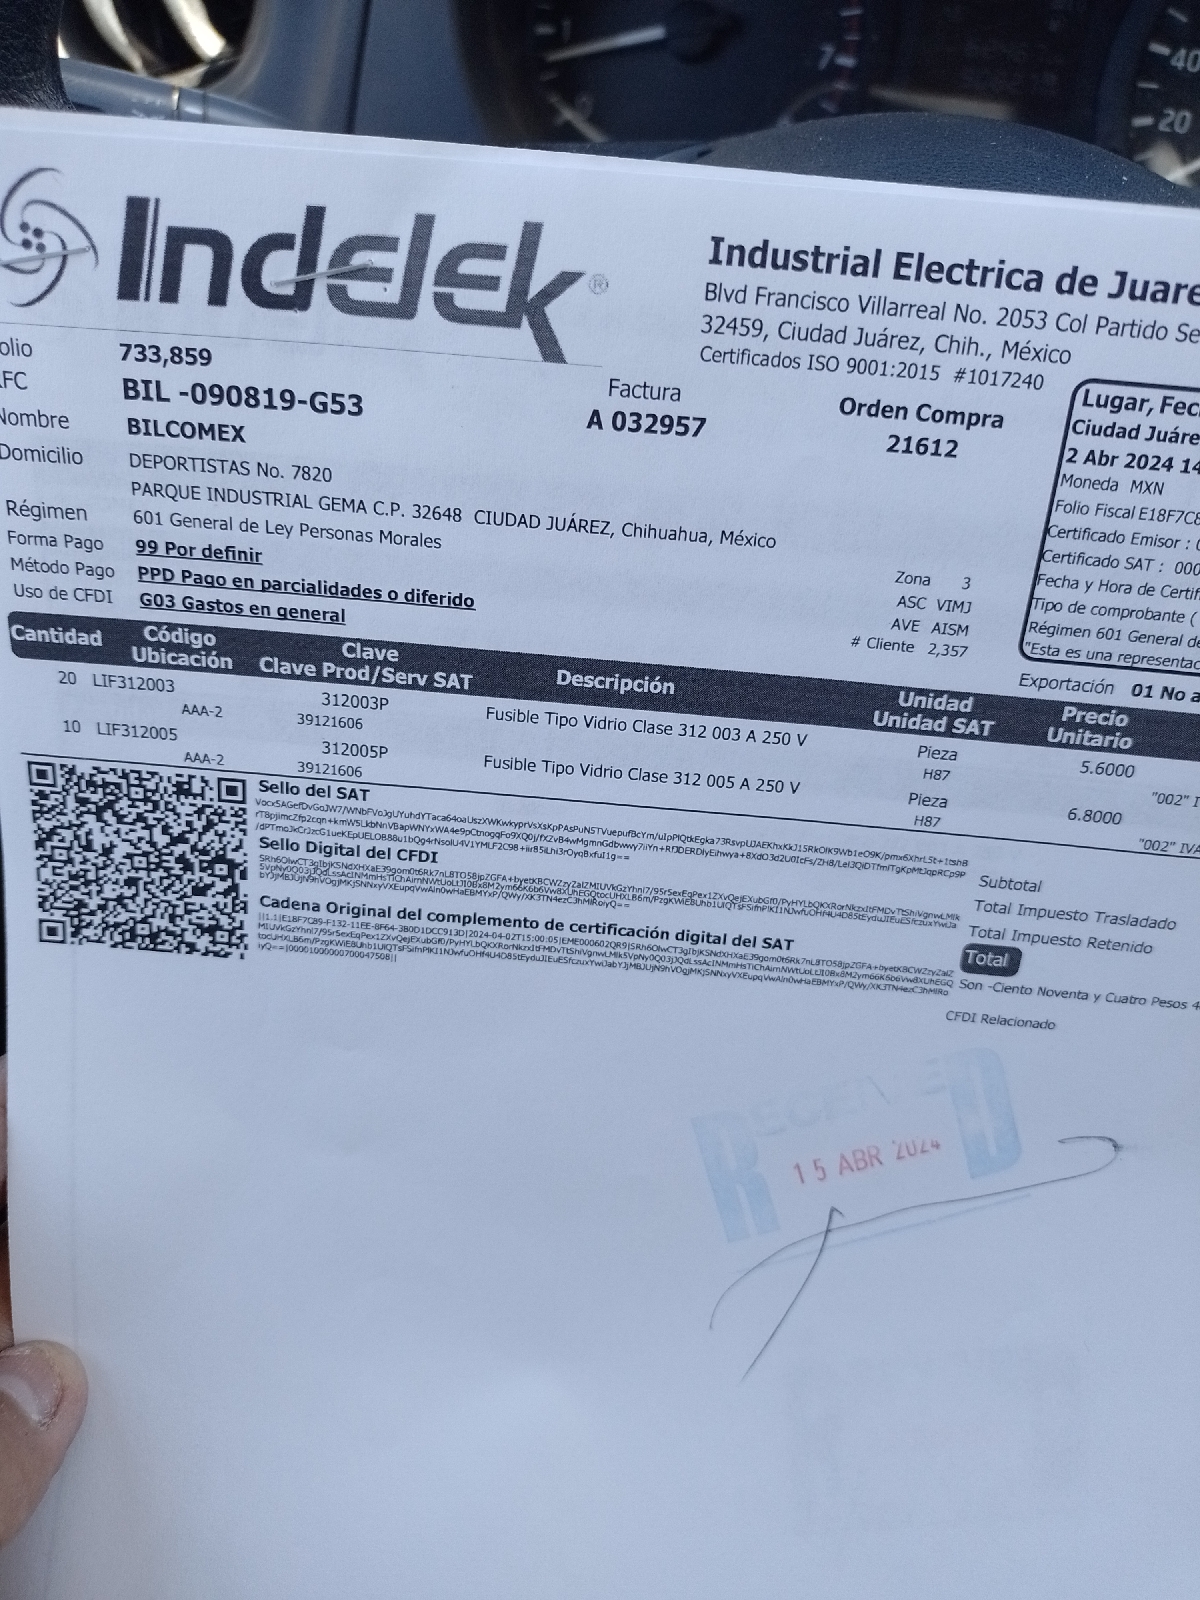 7
40
20
Indelek®
Industrial Electrica de Juare
Blvd Francisco Villarreal No. 2053 Col Partido Se
32459, Ciudad Juárez, Chih., México
Certificados ISO 9001:2015 #1017240
olio 733,859
FC BIL -090819-G53
Nombre BILCOMEX
Domicilio DEPORTISTAS No. 7820
PARQUE INDUSTRIAL GEMA C.P. 32648 CIUDAD JUÁREZ, Chihuahua, México
Régimen 601 General de Ley Personas Morales
Forma Pago 99 Por definir
Método Pago PPD Pago en parcialidades o diferido
Uso de CFDI G03 Gastos en general
Factura
A 032957
Orden Compra
21612
Lugar, Fec
Ciudad Juáre
2 Abr 2024 14
Moneda MXN
Folio Fiscal E18F7C8
Certificado Emisor : 0
Certificado SAT : 000
Fecha y Hora de Certif
Tipo de comprobante (
Régimen 601 General de
"Esta es una representac
Zona 3
ASC VIMJ
AVE AISM
# Cliente 2,357
Exportación 01 No a
Cantidad Código Ubicación Clave Clave Prod/Serv SAT Descripción Unidad Unidad SAT Precio Unitario
20 LIF312003 312003P Fusible Tipo Vidrio Clase 312 003 A 250 V Pieza 5.6000
AAA-2 39121606 H87 "002" I
10 LIF312005 312005P Fusible Tipo Vidrio Clase 312 005 A 250 V Pieza 6.8000
AAA-2 39121606 H87 "002" IVA
Sello del SAT
Sello Digital del CFDI
Cadena Original del complemento de certificación digital del SAT
Subtotal
Total Impuesto Trasladado
Total Impuesto Retenido
Total
Son -Ciento Noventa y Cuatro Pesos 4
CFDI Relacionado
RECEIVED
15 ABR 2024